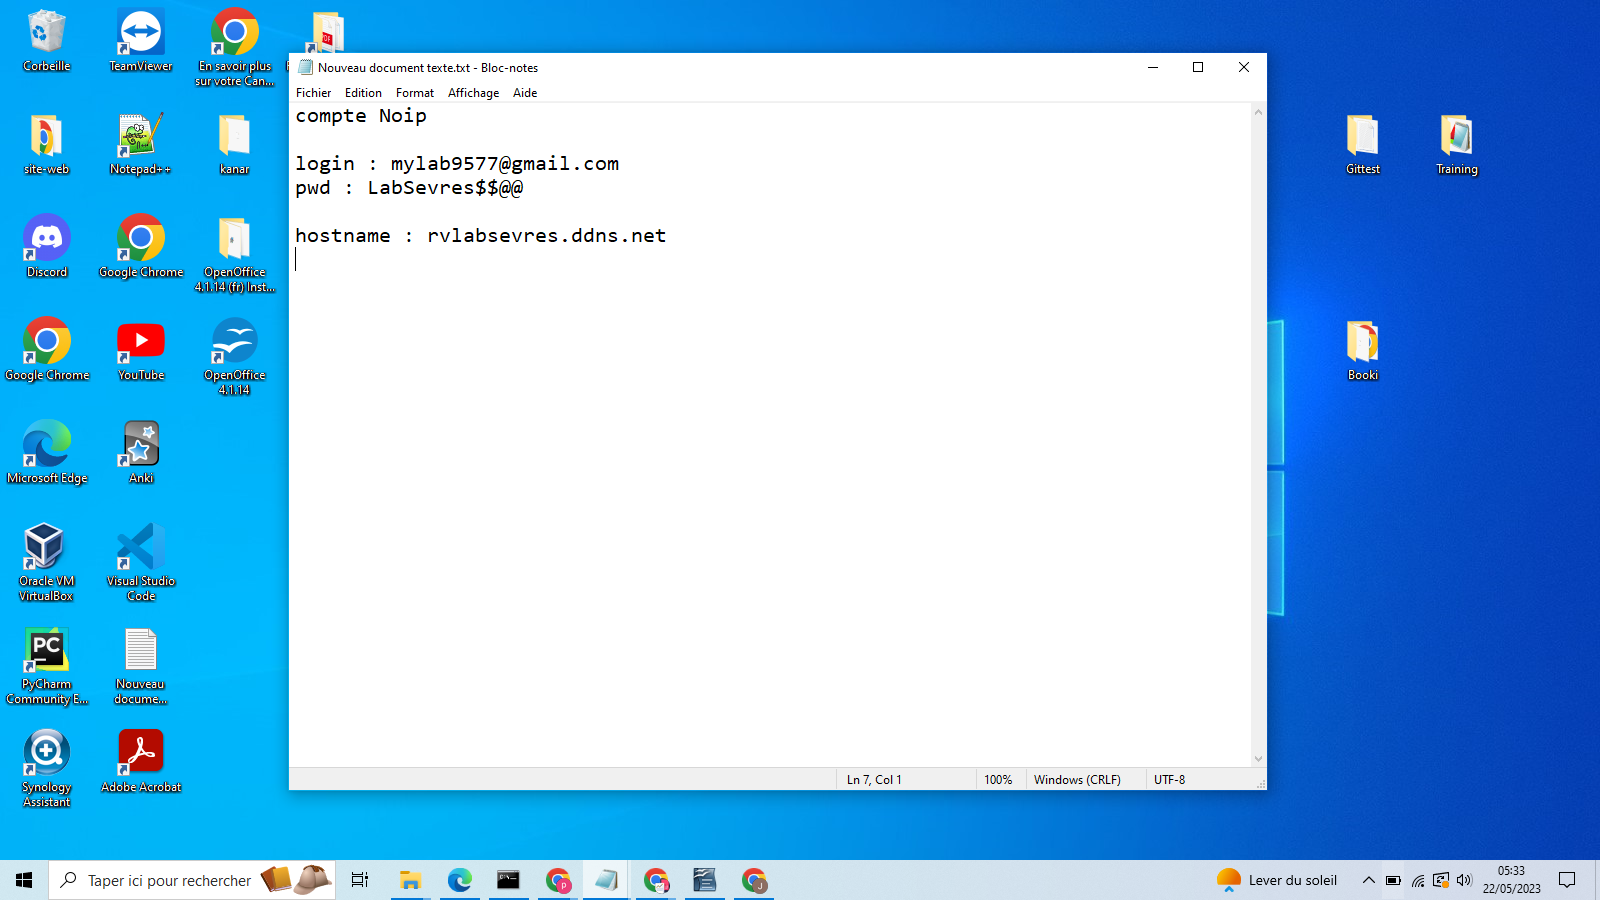 Corbeille
TeamViewer
En savoir plus
sur votre Can...
PDF
site-web
Notepad++
kanar
Discord
Google Chrome
OpenOffice
4.1.14 (fr) Inst...
Google Chrome
YouTube
OpenOffice
4.1.14
Microsoft Edge
Anki
Oracle VM
VirtualBox
Visual Studio
Code
PC
PyCharm
Community E...
Nouveau
docume...
Synology
Assistant
Adobe Acrobat
Nouveau document texte.txt - Bloc-notes
Fichier Edition Format Affichage Aide
compte Noip
login : mylab9577@gmail.com
pwd : LabSevres$$@@
hostname : rvlabsevres.ddns.net
Ln 7, Col 1 100% Windows (CRLF) UTF-8
Gittest
Training
Booki
Taper ici pour rechercher
P
J
Lever du soleil
05:33
22/05/2023